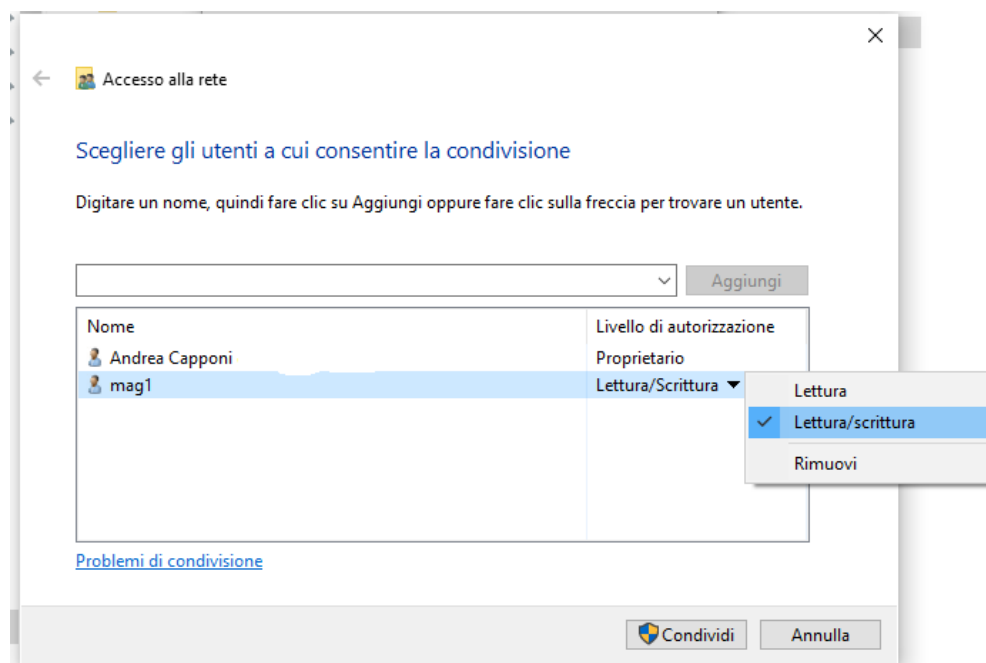 Accesso alla rete
Scegliere gli utenti a cui consentire la condivisione
Digitare un nome, quindi fare clic su Aggiungi oppure fare clic sulla freccia per trovare un utente.
Aggiungi
Nome Livello di autorizzazione
Andrea Capponi Proprietario
mag1 Lettura/Scrittura
Lettura
Lettura/scrittura
Rimuovi
Problemi di condivisione
Condividi Annulla